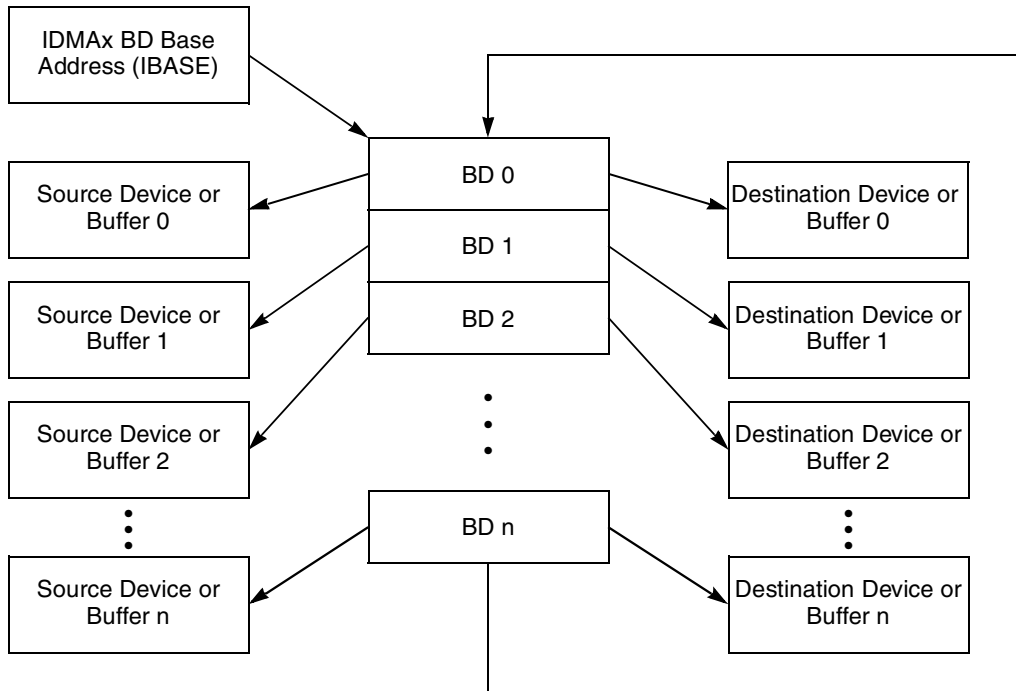 IDMAx BD Base
Address (IBASE)
BD 0
Source Device or
Buffer 0
Destination Device or
Buffer 0
BD 1
Source Device or
Buffer 1
Destination Device or
Buffer 1
BD 2
Source Device or
Buffer 2
Destination Device or
Buffer 2
BD n
Source Device or
Buffer n
Destination Device or
Buffer n